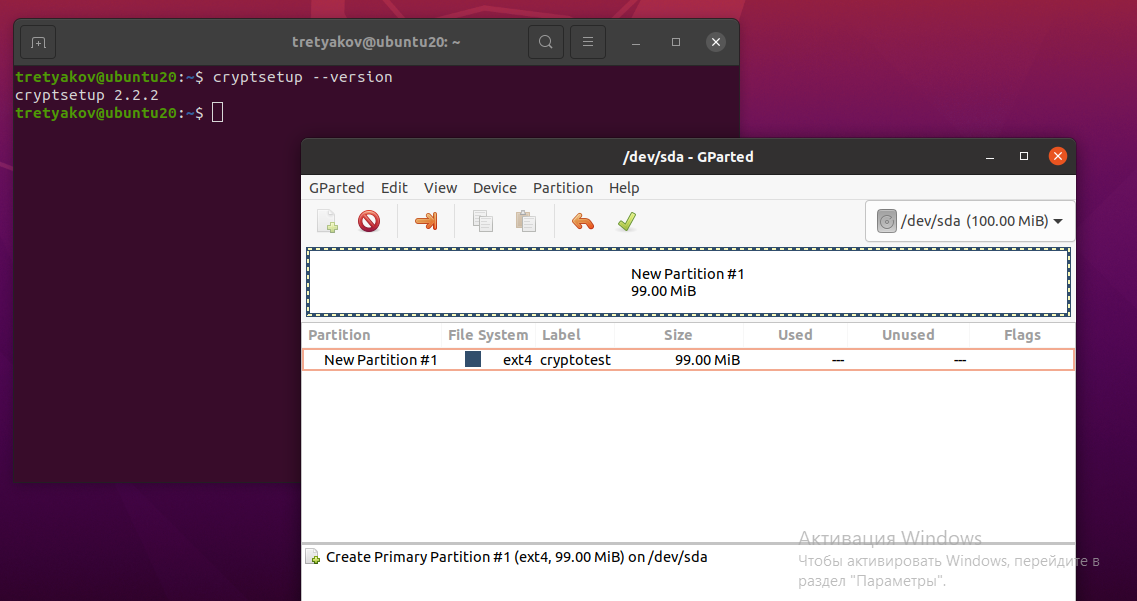 tretyakov@ubuntu20: ~
tretyakov@ubuntu20:~$ cryptsetup --version
cryptsetup 2.2.2
tretyakov@ubuntu20:~$
/dev/sda - GParted
GParted Edit View Device Partition Help
/dev/sda (100.00 MiB)
New Partition #1
99.00 MiB
Partition File System Label Size Used Unused Flags
New Partition #1 ext4 cryptotest 99.00 MiB --- ---
Create Primary Partition #1 (ext4, 99.00 MiB) on /dev/sda
Активация Windows
Чтобы активировать Windows, перейдите в
раздел "Параметры".